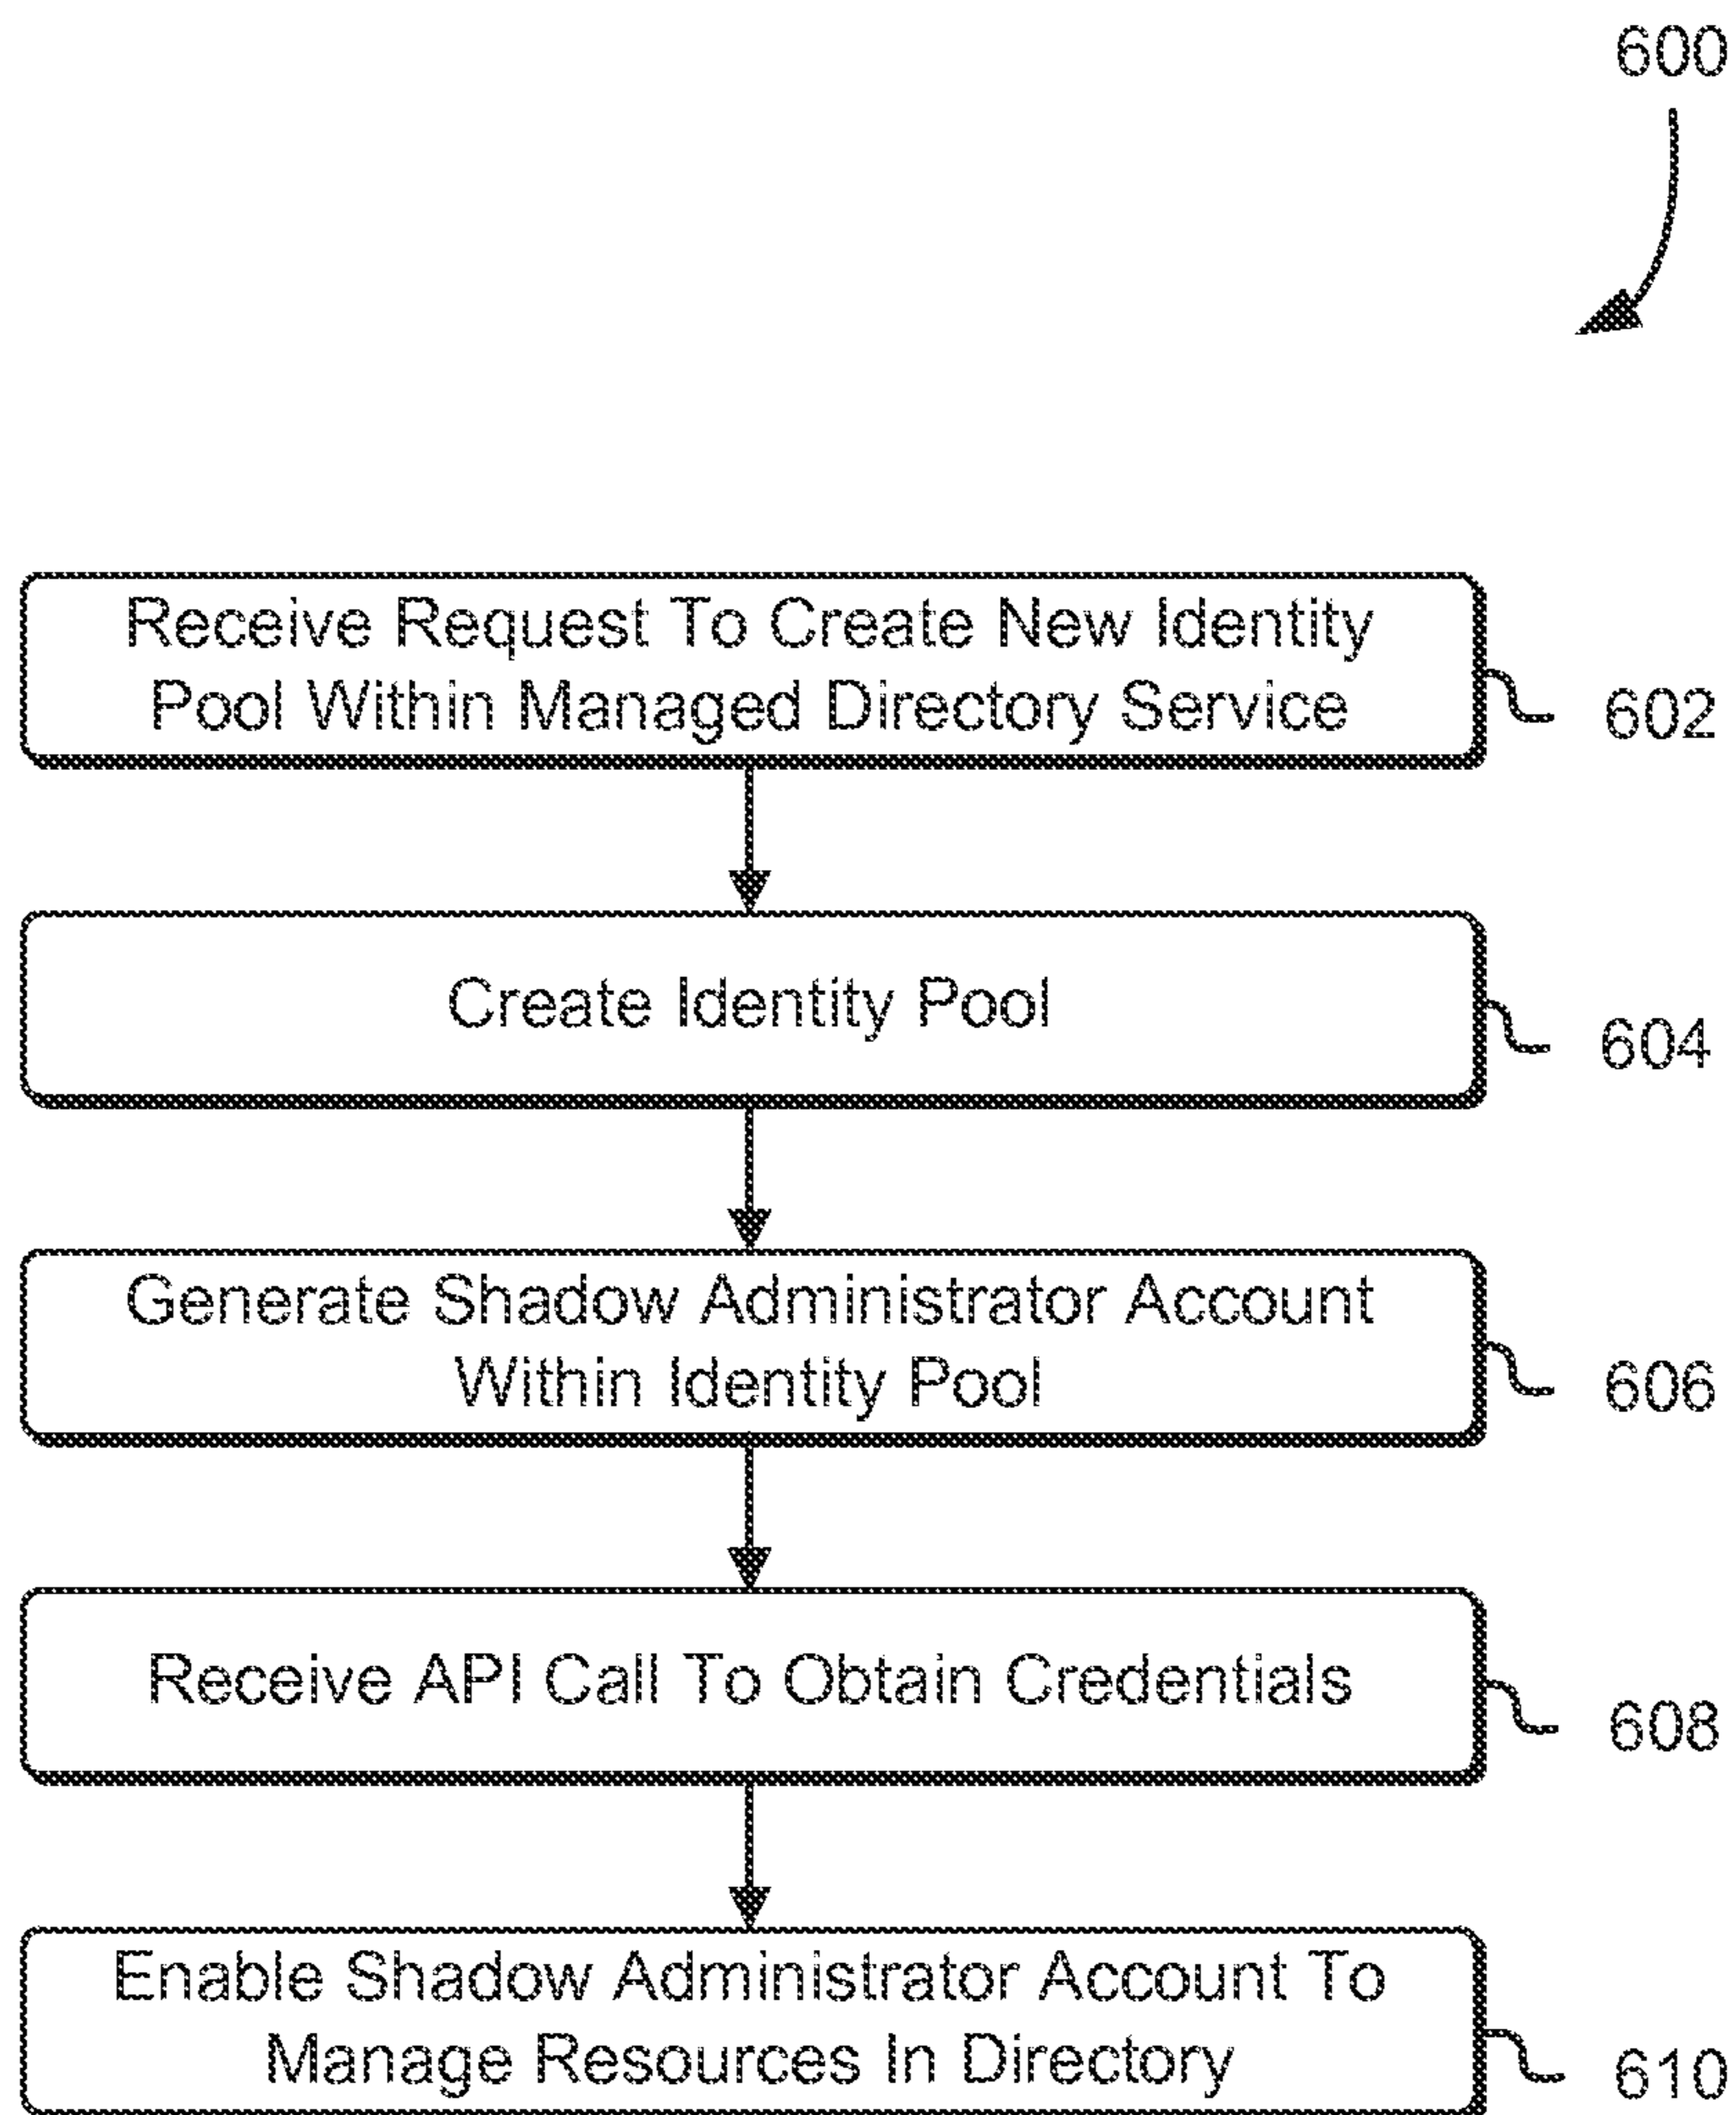 600
Receive Request To Create New Identity
Pool Within Managed Directory Service
602
Create Identity Pool
604
Generate Shadow Administrator Account
Within Identity Pool
606
Receive API Call To Obtain Credentials
608
Enable Shadow Administrator Account To
Manage Resources In Directory
610